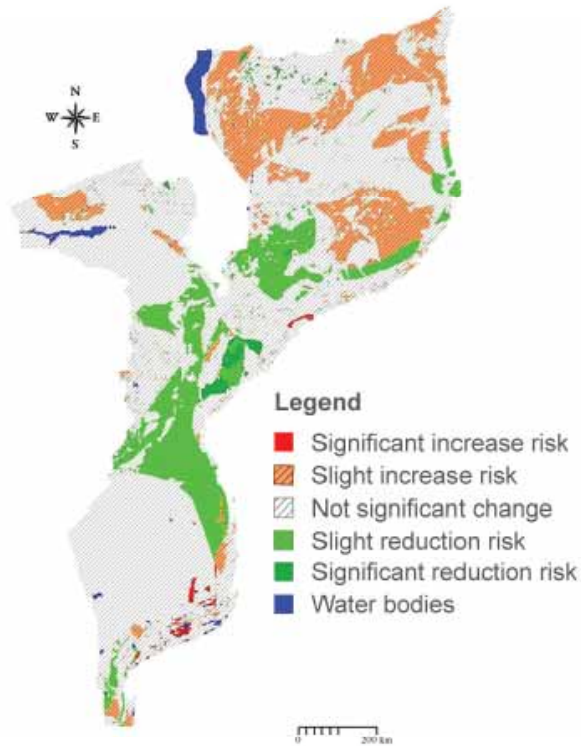 N
W E
S
Legend
Significant increase risk
Slight increase risk
Not significant change
Slight reduction risk
Significant reduction risk
Water bodies
0 200 km